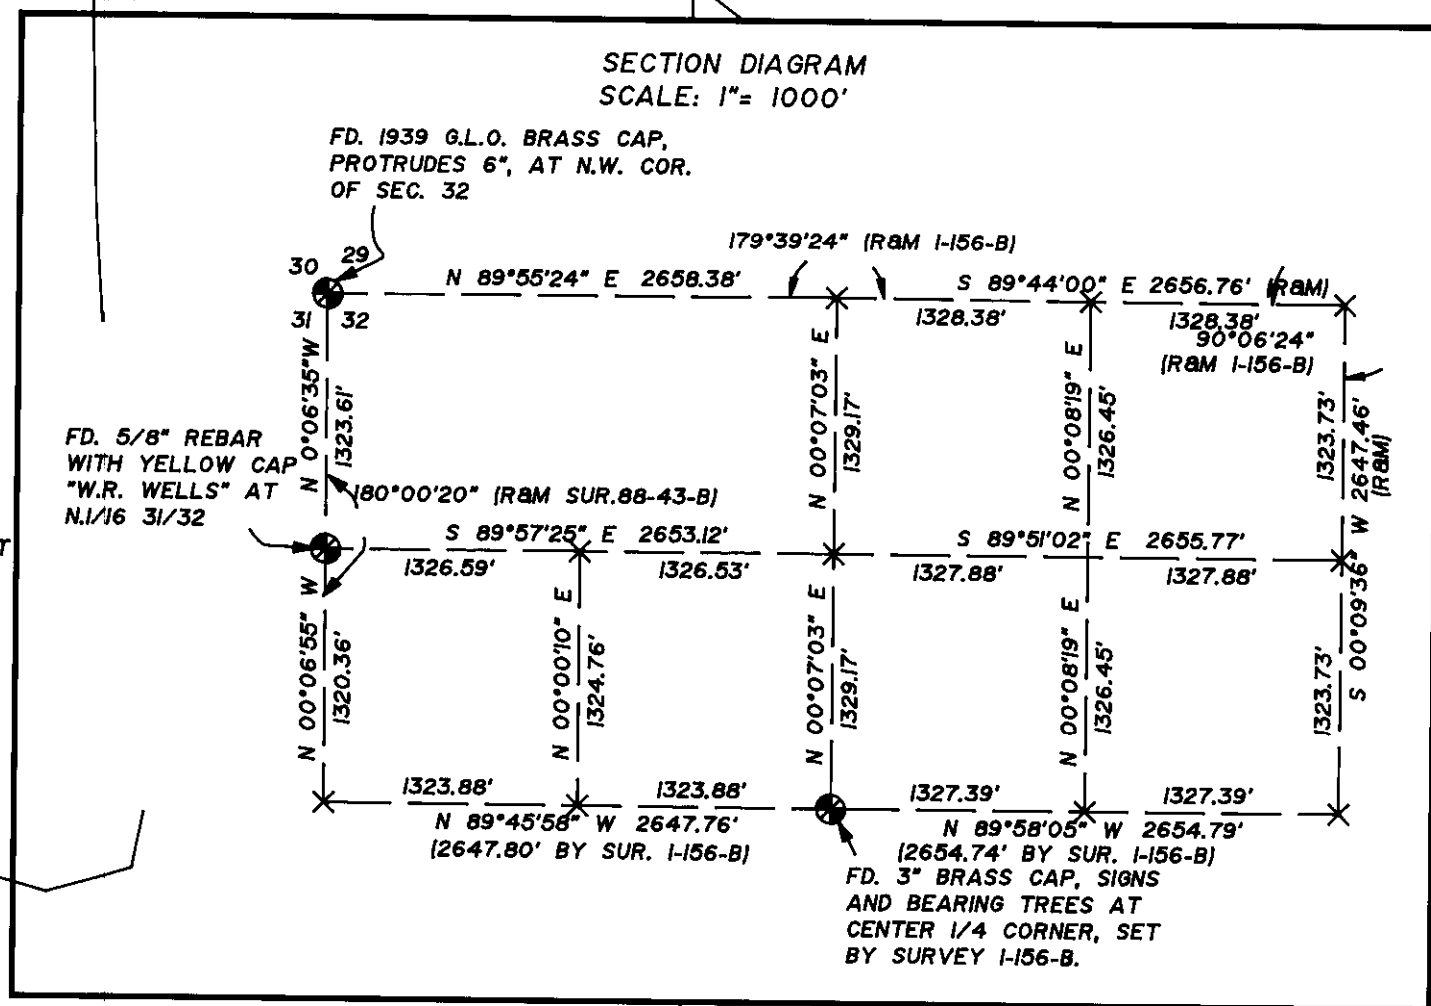 SECTION DIAGRAM
SCALE: 1"= 1000'
FD. 1939 G.L.O. BRASS CAP,
PROTRUDES 6", AT N.W. COR.
OF SEC. 32
179°39'24" (R&M 1-156-B)
30 29
31 32
N 89°55'24" E 2658.38'
S 89°44'00" E 2656.76' (R&M)
1328.38'
1328.38'
90°06'24"
(R&M 1-156-B)
N 0°06'35"W
1323.61'
N 00°07'03" E
1329.17'
N 00°08'19" E
1326.45'
1323.73'
S 00°09'36" W 2647.46'
(R&M)
FD. 5/8" REBAR
WITH YELLOW CAP
"W.R. WELLS" AT
N.1/16 31/32
180°00'20" (R&M SUR.88-43-B)
r
S 89°57'25" E 2653.12'
1326.59'
1326.53'
S 89°51'02" E 2655.77'
1327.88'
1327.88'
N 00°06'55" W
1320.36'
N 00°00'10" E
1324.76'
N 00°07'03" E
1329.17'
N 00°08'19" E
1326.45'
1323.73'
1323.88'
1323.88'
N 89°45'58" W 2647.76'
(2647.80' BY SUR. 1-156-B)
1327.39'
1327.39'
N 89°58'05" W 2654.79'
(2654.74' BY SUR. 1-156-B)
FD. 3" BRASS CAP, SIGNS
AND BEARING TREES AT
CENTER 1/4 CORNER, SET
BY SURVEY 1-156-B.